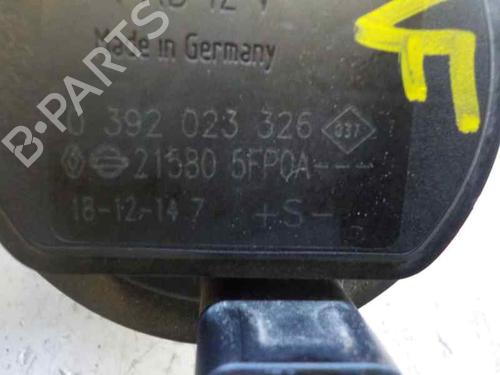 Made in Germany
0 392 023 326 037
21580 5FP0A---
18-12-14 7 +S-
B-PARTS